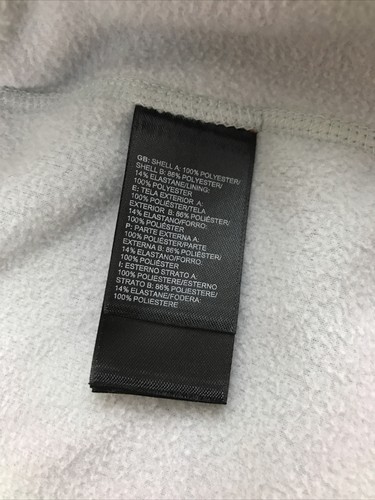 GB: SHELL A: 100% POLYESTER/
SHELL B: 86% POLYESTER/
14% ELASTANE/LINING:
100% POLYESTER
E: TELA EXTERIOR A:
100% POLIÉSTER/TELA
EXTERIOR B: 86% POLIÉSTER/
14% ELASTANO/FORRO:
100% POLIÉSTER
P: PARTE EXTERNA A:
100% POLIÉSTER/PARTE
EXTERNA B: 86% POLIÉSTER/
14% ELASTANO/FORRO:
100% POLIÉSTER
I: ESTERNO STRATO A:
100% POLIESTERE/ESTERNO
STRATO B: 86% POLIESTERE/
14% ELASTANE/FODERA:
100% POLIESTERE